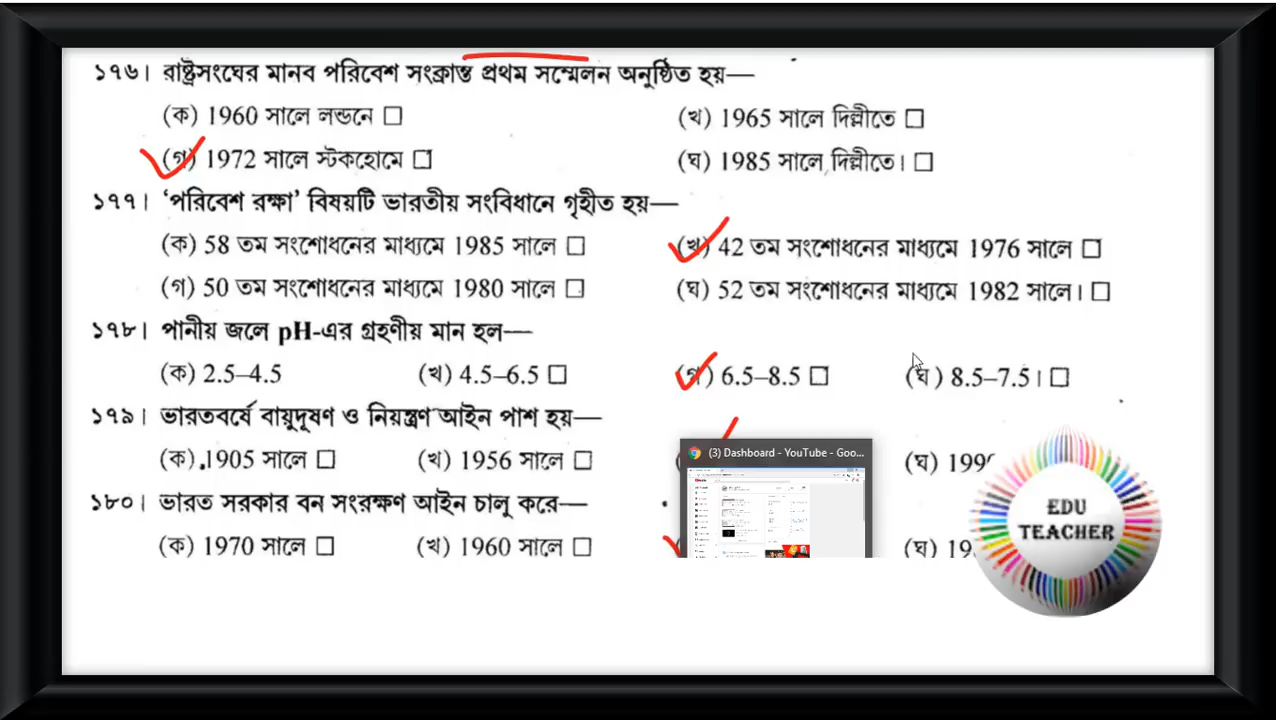 ১৭৬। রাষ্ট্রসংঘের মানব পরিবেশ সংক্রান্ত প্রথম সম্মেলন অনুষ্ঠিত হয়—
(ক) 1960 সালে লন্ডনে □ (খ) 1965 সালে দিল্লীতে □
(গ) 1972 সালে স্টকহোমে □ (ঘ) 1985 সালে দিল্লীতে। □
১৭৭। ‘পরিবেশ রক্ষা’ বিষয়টি ভারতীয় সংবিধানে গৃহীত হয়—
(ক) 58 তম সংশোধনের মাধ্যমে 1985 সালে □ (খ) 42 তম সংশোধনের মাধ্যমে 1976 সালে □
(গ) 50 তম সংশোধনের মাধ্যমে 1980 সালে □ (ঘ) 52 তম সংশোধনের মাধ্যমে 1982 সালে। □
১৭৮। পানীয় জলে pH-এর গ্রহণীয় মান হল—
(ক) 2.5–4.5 (খ) 4.5–6.5 □ (গ) 6.5–8.5 □ (ঘ) 8.5–7.5। □
১৭৯। ভারতবর্ষে বায়ুদূষণ ও নিয়ন্ত্রণ আইন পাশ হয়—
(3) Dashboard - YouTube - Goo...
(ক) 1905 সালে □ (খ) 1956 সালে □ (ঘ) 199
১৮০। ভারত সরকার বন সংরক্ষণ আইন চালু করে—
(ক) 1970 সালে □ (খ) 1960 সালে □ (ঘ) 19
EDU
TEACHER